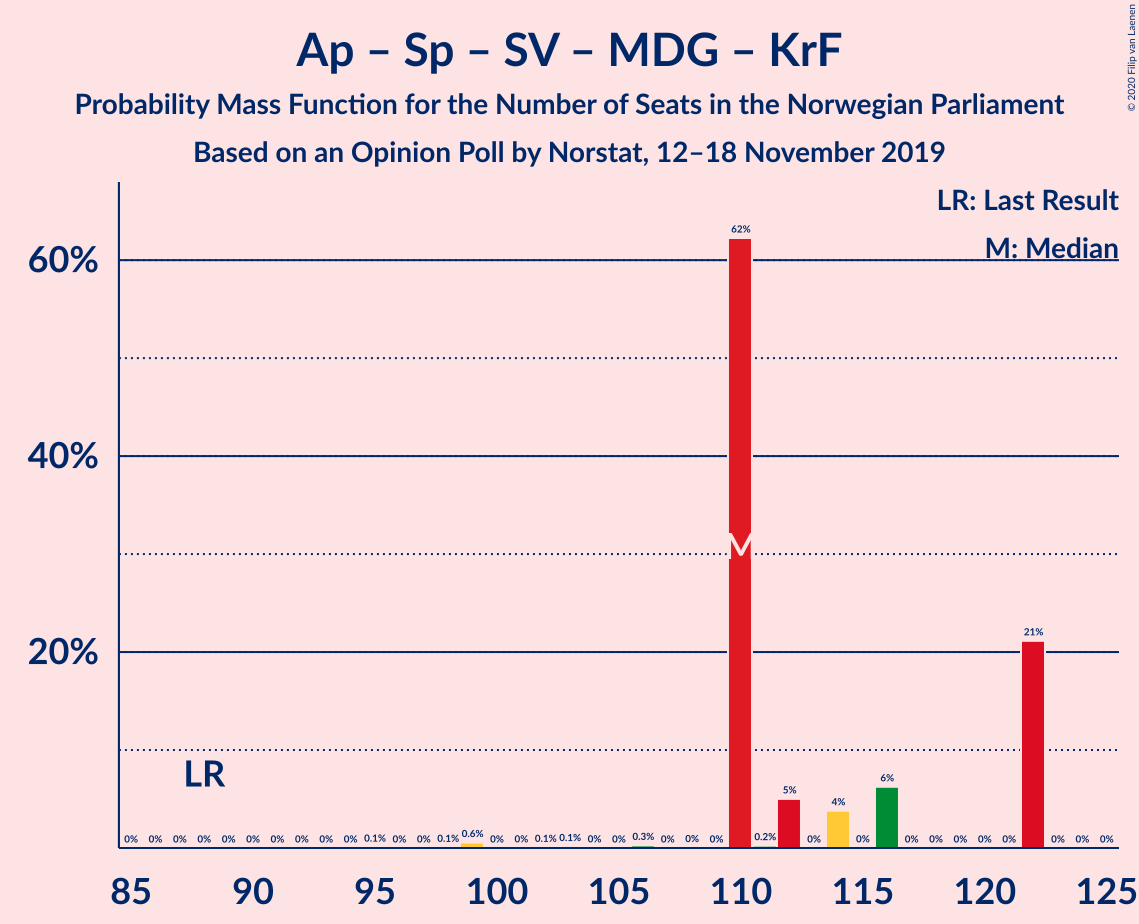 Ap – Sp – SV – MDG – KrF
Probability Mass Function for the Number of Seats in the Norwegian Parliament
Based on an Opinion Poll by Norstat, 12–18 November 2019
© 2020 Filip van Laenen
LR: Last Result
M: Median
60%
40%
20%
62%
M
21%
LR
5%
4%
6%
0% 0% 0% 0% 0% 0% 0% 0% 0% 0% 0.1% 0% 0% 0.1% 0.6% 0% 0% 0.1% 0.1% 0% 0% 0.3% 0% 0% 0% 0.2% 0% 0% 0% 0% 0% 0% 0% 0% 0% 0%
85 90 95 100 105 110 115 120 125